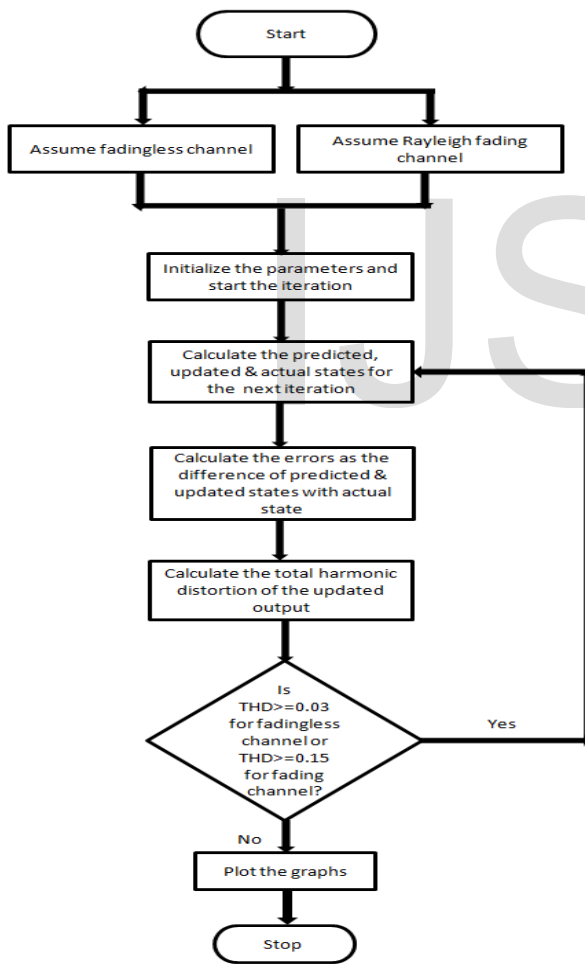 Start
Assume fadingless channel
Assume Rayleigh fading
channel
IJS
Initialize the parameters and
start the iteration
Calculate the predicted,
updated & actual states for
the next iteration
Calculate the errors as the
difference of predicted &
updated states with actual
state
Calculate the total harmonic
distortion of the updated
output
Is
THD>=0.03
for fadingless
channel or
THD>=0.15
for fading
channel?
Yes
No
Plot the graphs
Stop